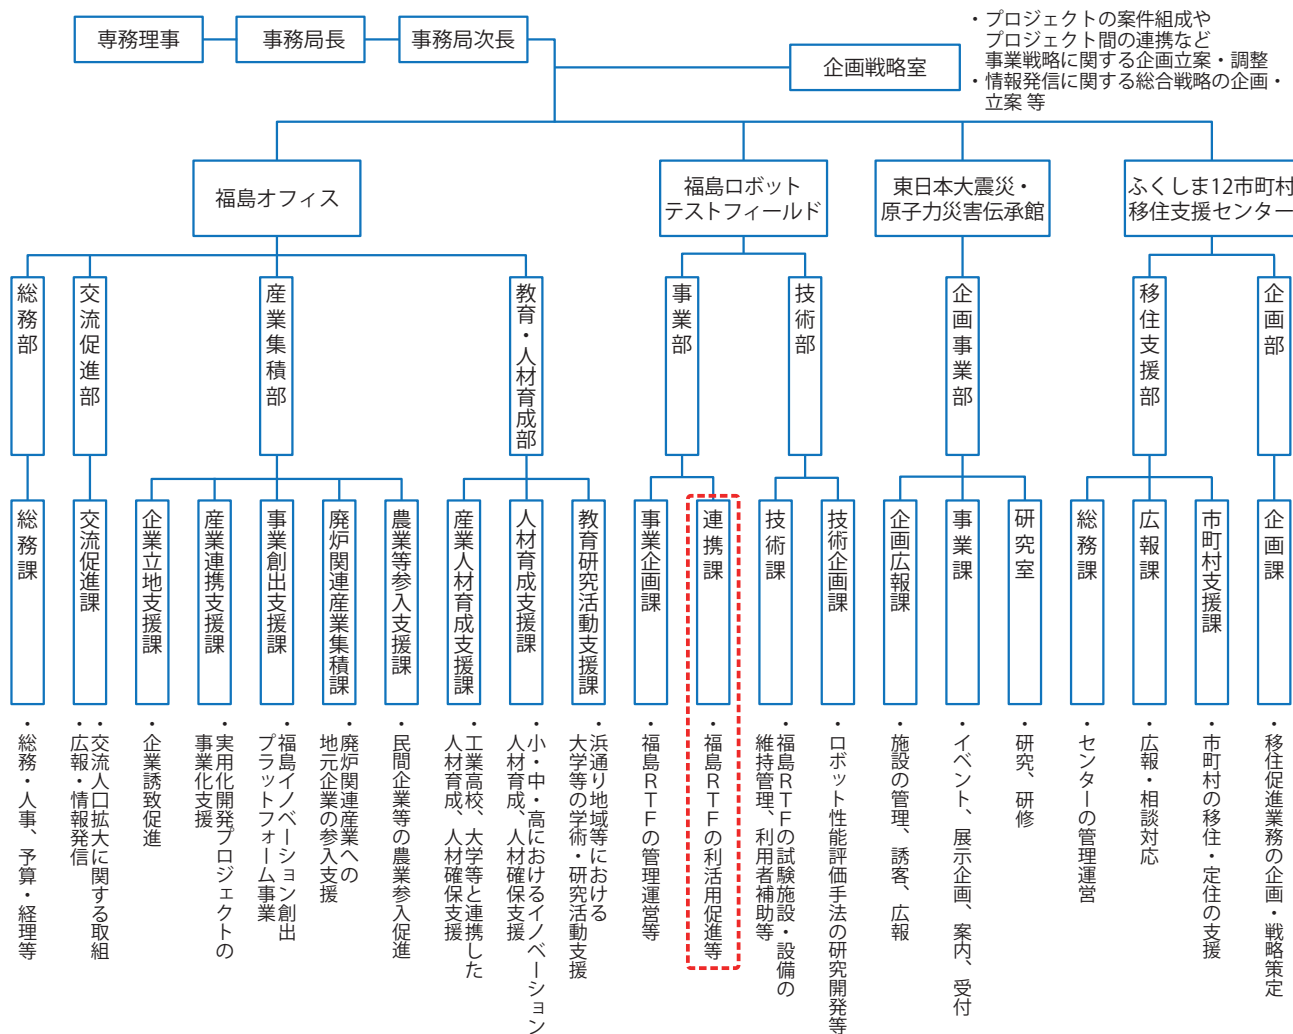 専務理事
事務局長
事務局次長
企画戦略室
・プロジェクトの案件組成や
プロジェクト間の連携など
事業戦略に関する企画立案・調整
・情報発信に関する総合戦略の企画・
立案 等
福島オフィス
福島ロボット
テストフィールド
東日本大震災・
原子力災害伝承館
ふくしま12市町村
移住支援センター
総務部
交流促進部
産業集積部
教育・人材育成部
事業部
技術部
企画事業部
移住支援部
企画部
総務課
交流促進課
企業立地支援課
産業連携支援課
事業創出支援課
廃炉関連産業集積課
農業等参入支援課
産業人材育成支援課
人材育成支援課
教育研究活動支援課
事業企画課
連携課
技術課
技術企画課
企画広報課
事業課
研究室
総務課
広報課
市町村支援課
企画課
・総務・人事、予算・経理等
・交流人口拡大に関する取組
・広報・情報発信
・企業誘致促進
・実用化開発プロジェクトの
事業化支援
・福島イノベーション創出
プラットフォーム事業
・廃炉関連産業への
地元企業の参入支援
・民間企業等の農業参入促進
・工業高校、大学等と連携した
人材育成、人材確保支援
・小・中・高におけるイノベーション
人材育成、人材確保支援
・浜通り地域等における
大学等の学術・研究活動支援
・福島RTFの管理運営等
・福島RTFの利活用促進等
・福島RTFの試験施設・設備の
維持管理、利用者補助等
・ロボット性能評価手法の研究開発等
・施設の管理、誘客、広報
・イベント、展示企画、案内、受付
・研究、研修
・センターの管理運営
・広報・相談対応
・市町村の移住・定住の支援
・移住促進業務の企画・戦略策定